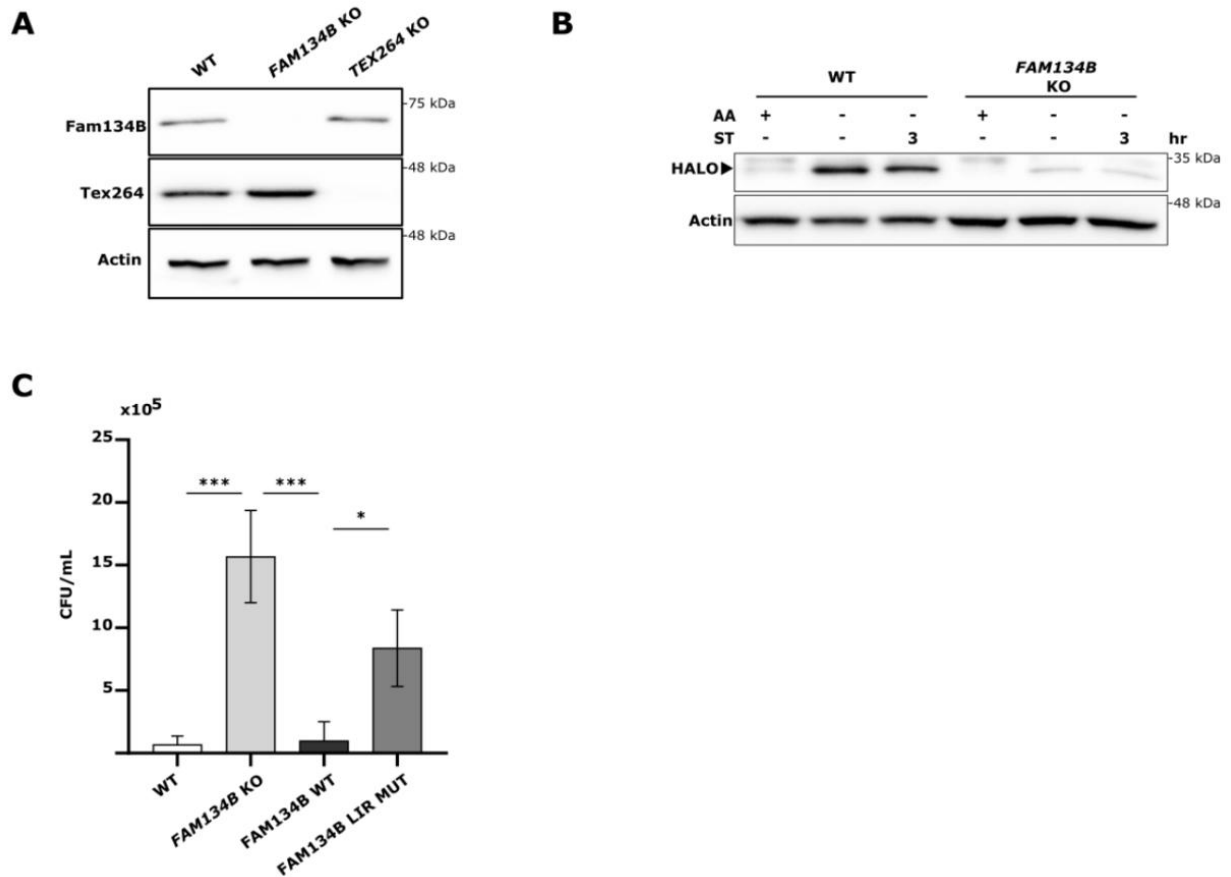 A
WT
FAM134B KO
TEX264 KO
Fam134B
-75 kDa
Tex264
-48 kDa
Actin
-48 kDa
B
WT
FAM134B
KO
AA + - - + - -
ST - - 3 - - 3 hr
HALO▶
-35 kDa
Actin
-48 kDa
C
x10⁵
CFU/mL
25
20
15
10
5
***
***
*
WT
FAM134B KO
FAM134B WT
FAM134B LIR MUT